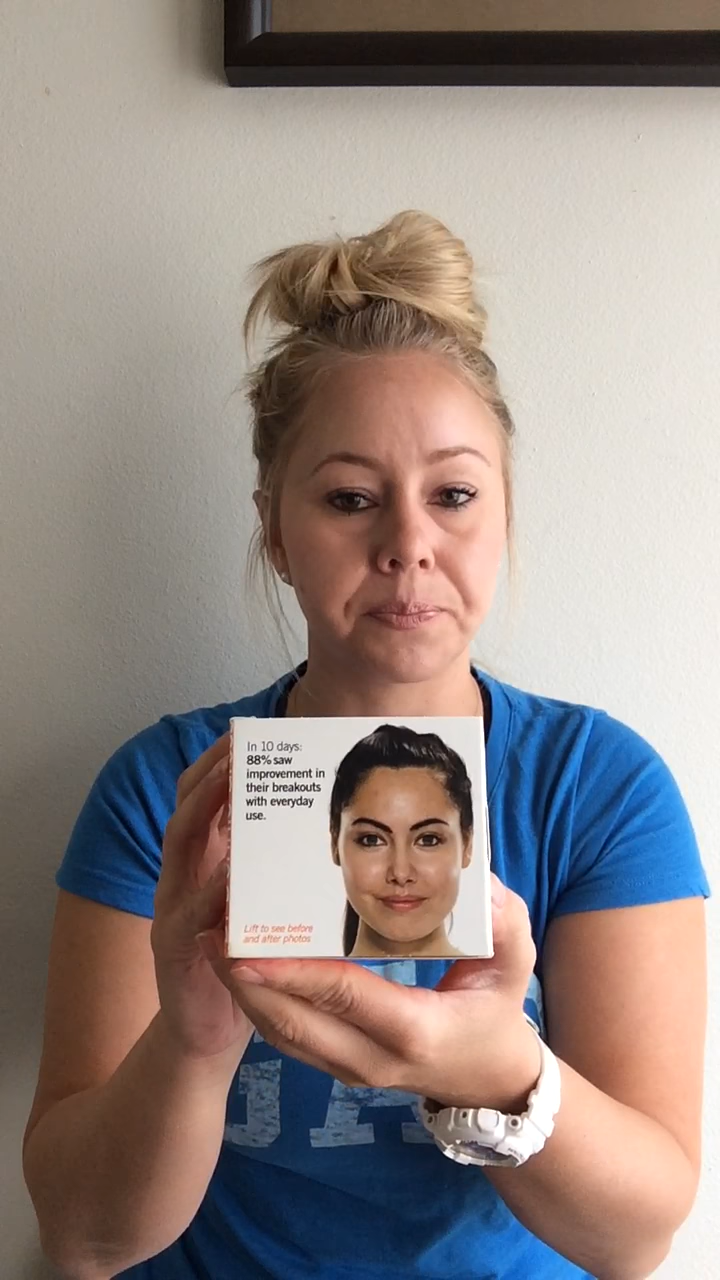 In 10 days:
88% saw
improvement in
their breakouts
with everyday
use.
Lift to see before
and after photos